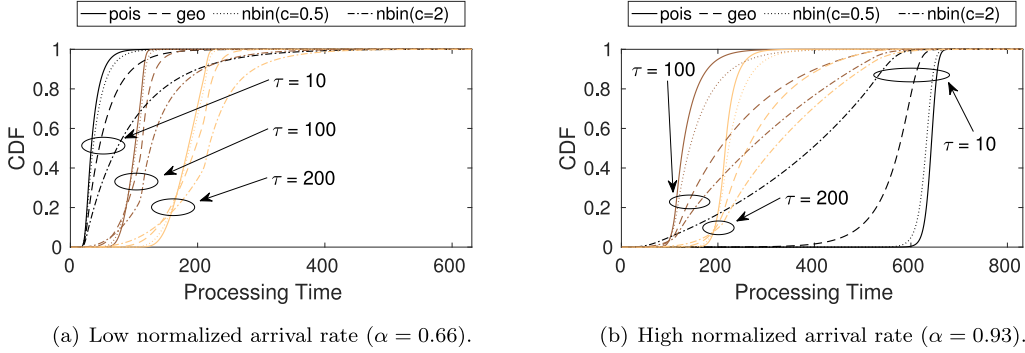 pois geo nbin(c=0.5) nbin(c=2)
1
0.8
0.6
0.4
0.2
0
CDF
τ = 10
τ = 100
τ = 200
0 200 400 600
Processing Time
(a) Low normalized arrival rate (α = 0.66).
pois geo nbin(c=0.5) nbin(c=2)
1
0.8
0.6
0.4
0.2
0
CDF
τ = 100
τ = 10
τ = 200
0 200 400 600 800
Processing Time
(b) High normalized arrival rate (α = 0.93).